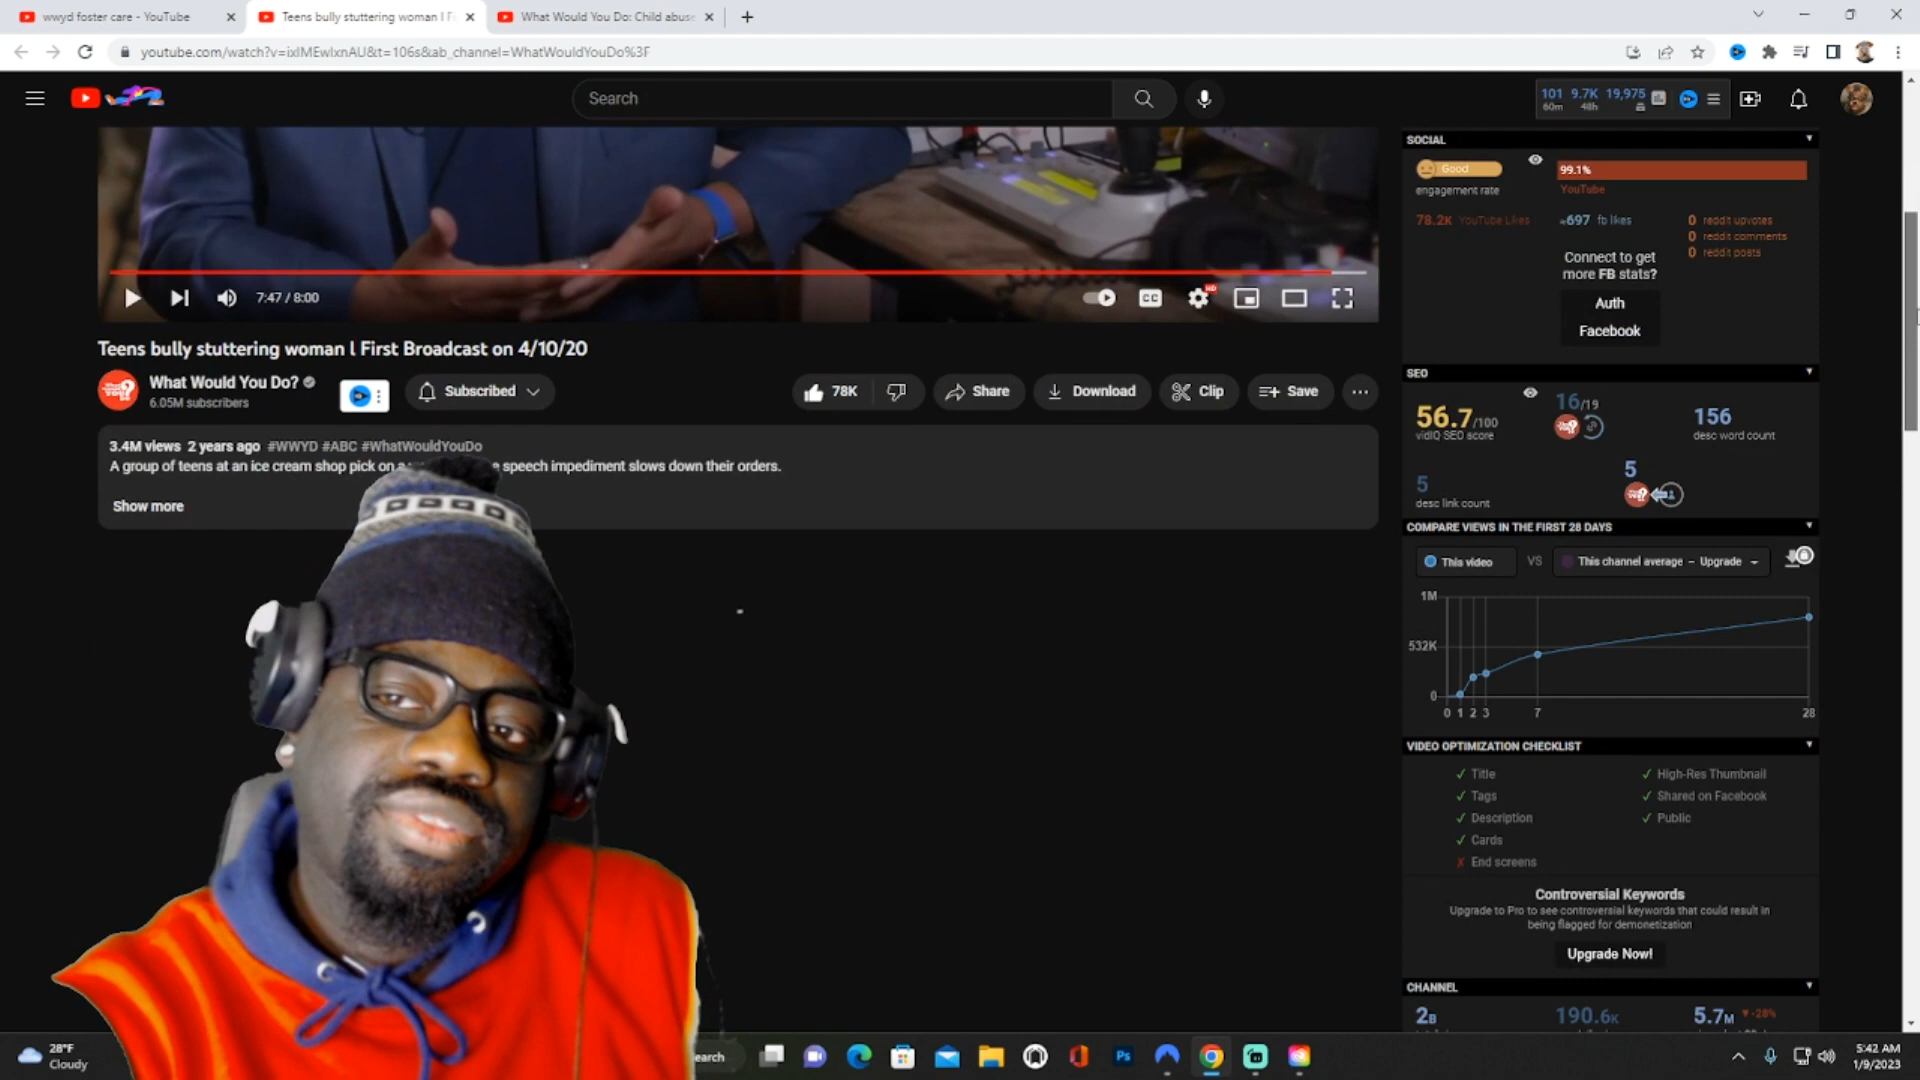 wwyd foster care - YouTube
Teens bully stuttering woman l Fi
What Would You Do: Child abuse
youtube.com/watch?v=ixIMEwlxnAU&t=106s&ab_channel=WhatWouldYouDo%3F
Search
101 9.7K 19,975
60m 48h
7:47 / 8:00
CC
HD
Teens bully stuttering woman l First Broadcast on 4/10/20
What Would You Do?
6.05M subscribers
Subscribed
78K
Share
Download
Clip
Save
3.4M views 2 years ago #WWYD #ABC #WhatWouldYouDo
A group of teens at an ice cream shop pick on a
speech impediment slows down their orders.
Show more
SOCIAL
Good
engagement rate
99.1%
YouTube
78.2K YouTube Likes
≈697 fb likes
0 reddit upvotes
0 reddit comments
0 reddit posts
Connect to get
more FB stats?
Auth
Facebook
SEO
56.7/100
vidIQ SEO score
16/19
156
desc word count
5
desc link count
5
COMPARE VIEWS IN THE FIRST 28 DAYS
This video
VS
This channel average – Upgrade
1M
532K
0
0 1 2 3 7 28
VIDEO OPTIMIZATION CHECKLIST
✓ Title
✓ High-Res Thumbnail
✓ Tags
✓ Shared on Facebook
✓ Description
✓ Public
✓ Cards
✗ End screens
Controversial Keywords
Upgrade to Pro to see controversial keywords that could result in
being flagged for demonetization
Upgrade Now!
CHANNEL
2B
190.6K
5.7M ▼-28%
28°F
Cloudy
earch
Ps
5:42 AM
1/9/2023